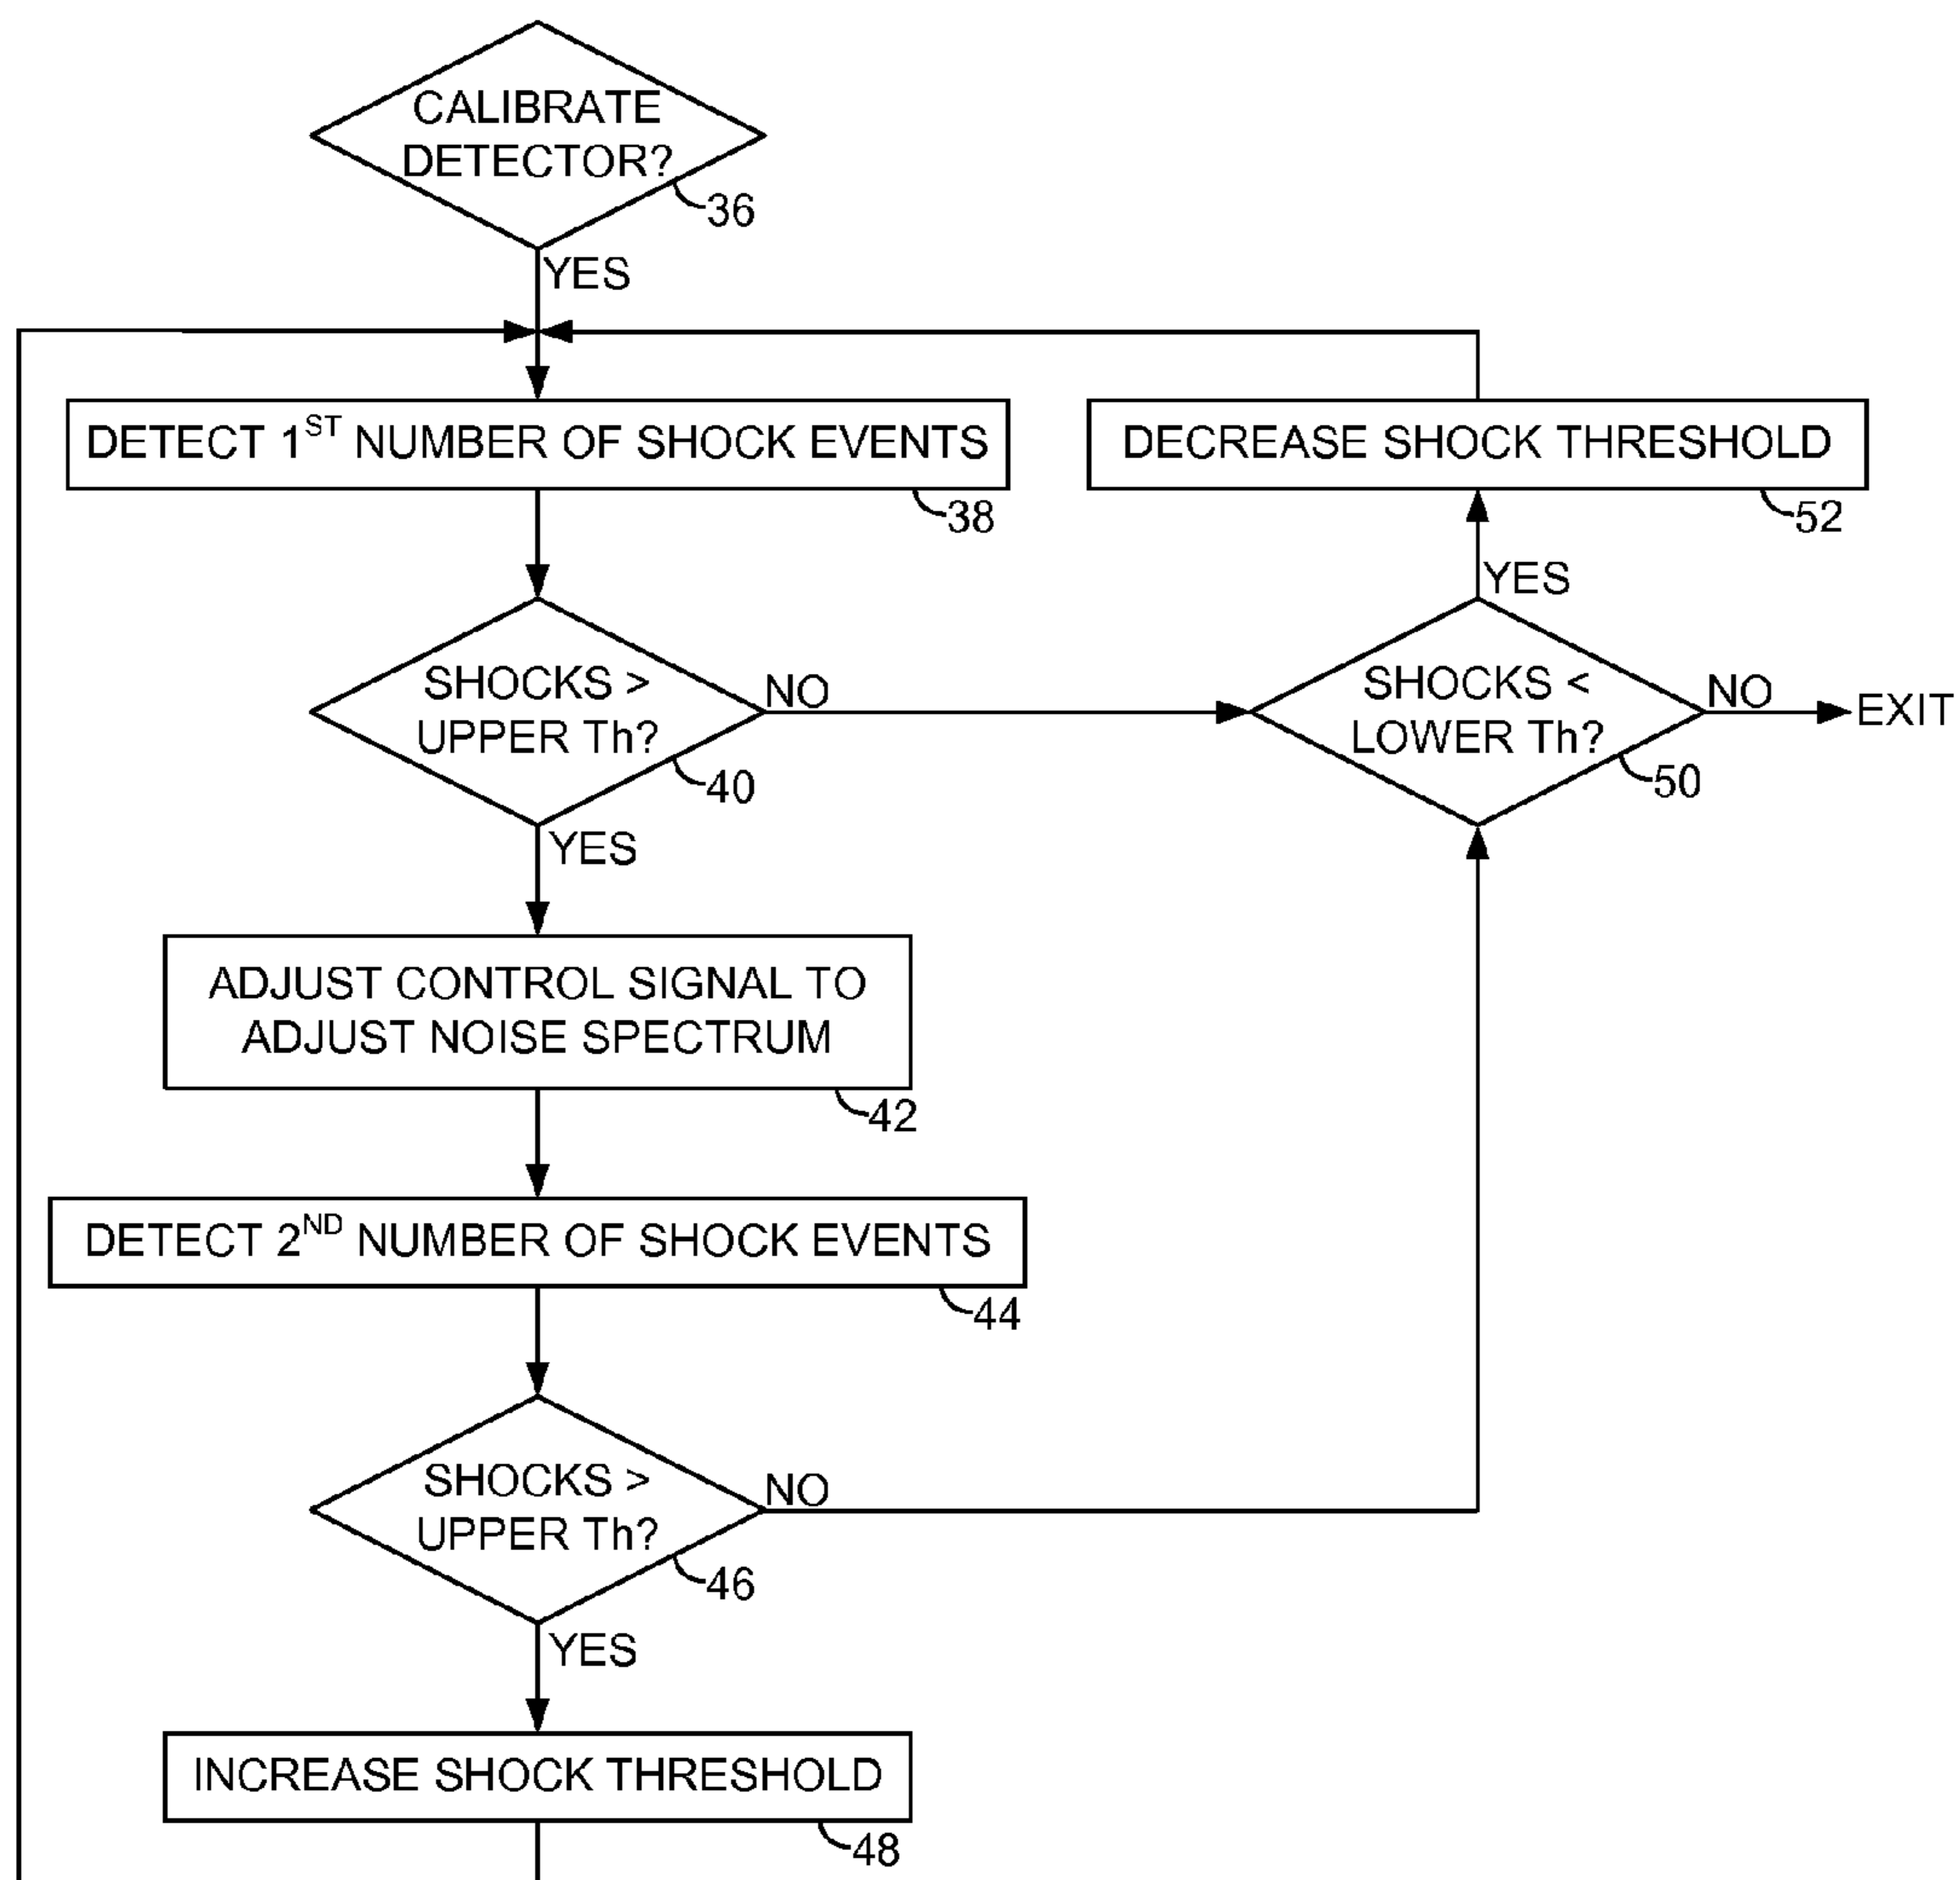 CALIBRATE
DETECTOR?
36
YES
DETECT 1ST NUMBER OF SHOCK EVENTS
38
DECREASE SHOCK THRESHOLD
52
YES
SHOCKS >
UPPER Th?
40
NO
SHOCKS <
LOWER Th?
50
NO
EXIT
YES
ADJUST CONTROL SIGNAL TO
ADJUST NOISE SPECTRUM
42
DETECT 2ND NUMBER OF SHOCK EVENTS
44
SHOCKS >
UPPER Th?
46
NO
YES
INCREASE SHOCK THRESHOLD
48